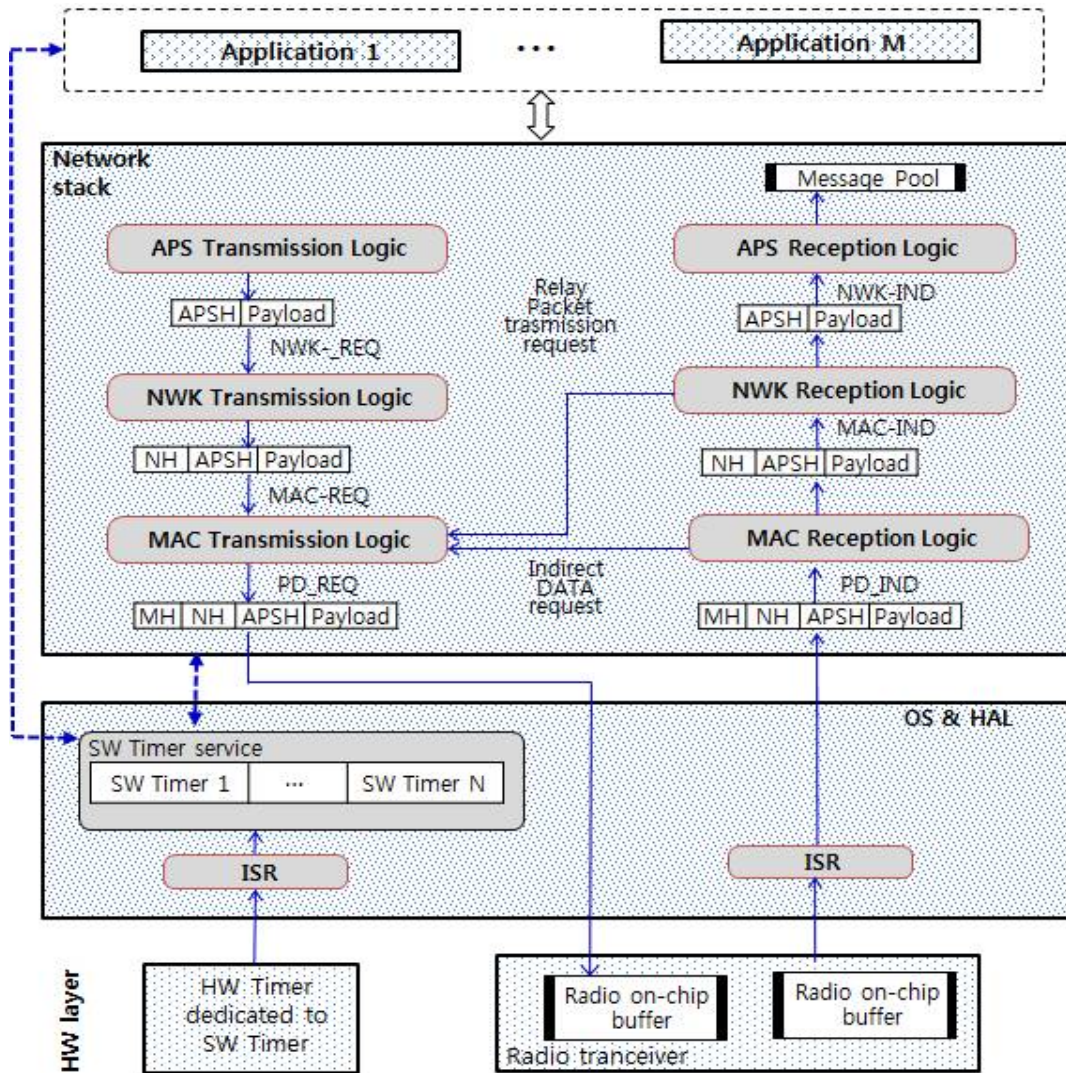 Application 1
...
Application M
Network
stack
Message Pool
APS Transmission Logic
APS Reception Logic
APSH Payload
NWK-_REQ
Relay
Packet
trasmission
request
NWK-IND
APSH Payload
NWK Transmission Logic
NWK Reception Logic
NH APSH Payload
MAC-REQ
MAC-IND
NH APSH Payload
MAC Transmission Logic
MAC Reception Logic
PD_REQ
Indirect
DATA
request
PD_IND
MH NH APSH Payload
MH NH APSH Payload
OS & HAL
SW Timer service
SW Timer 1 ... SW Timer N
ISR
ISR
HW layer
HW Timer
dedicated to
SW Timer
Radio on-chip
buffer
Radio on-chip
buffer
Radio tranceiver